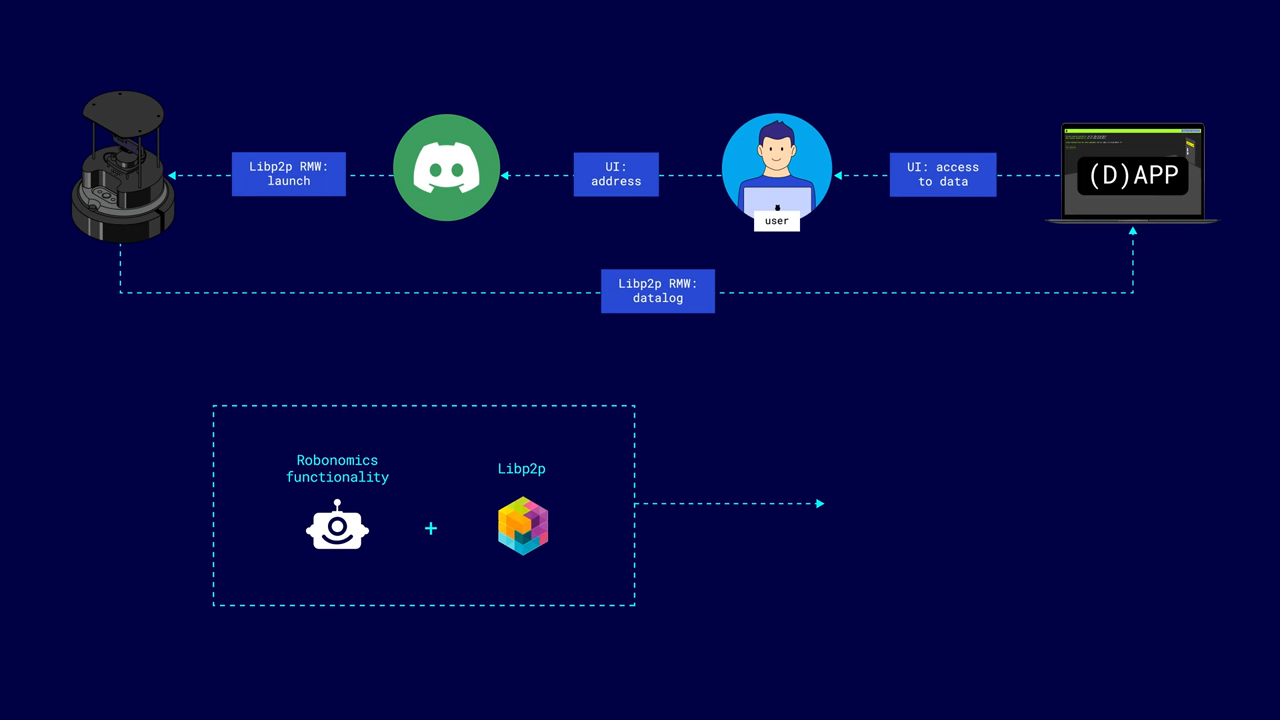 Libp2p RMW:
launch
UI:
address
UI: access
to data
(D)APP
user
Libp2p RMW:
datalog
Robonomics
functionality
Libp2p
+